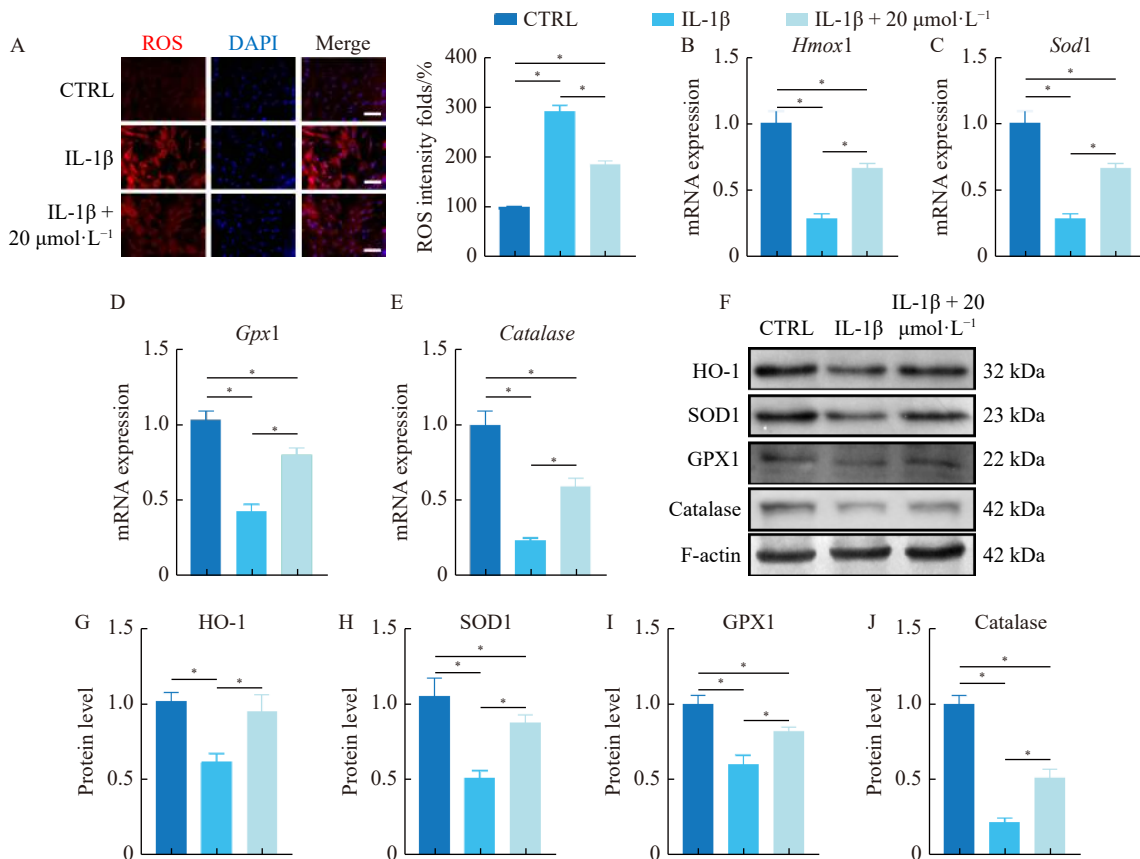 CTRL IL-1β IL-1β + 20 μmol·L⁻¹
A
ROS DAPI Merge
CTRL
IL-1β
IL-1β +
20 μmol·L⁻¹
ROS intensity folds/%
400
300
200
100
0
* * *
B
Hmox1
mRNA expression
1.5
1.0
0.5
0
* * *
C
Sod1
mRNA expression
1.5
1.0
0.5
0
* * *
D
Gpx1
mRNA expression
1.5
1.0
0.5
0
* * *
E
Catalase
mRNA expression
1.5
1.0
0.5
0
* * *
F
CTRL IL-1β IL-1β + 20
μmol·L⁻¹
HO-1 32 kDa
SOD1 23 kDa
GPX1 22 kDa
Catalase 42 kDa
F-actin 42 kDa
G
HO-1
Protein level
1.5
1.0
0.5
0
* *
H
SOD1
Protein level
1.5
1.0
0.5
0
* * *
I
GPX1
Protein level
1.5
1.0
0.5
0
* * *
J
Catalase
Protein level
1.5
1.0
0.5
0
* * *